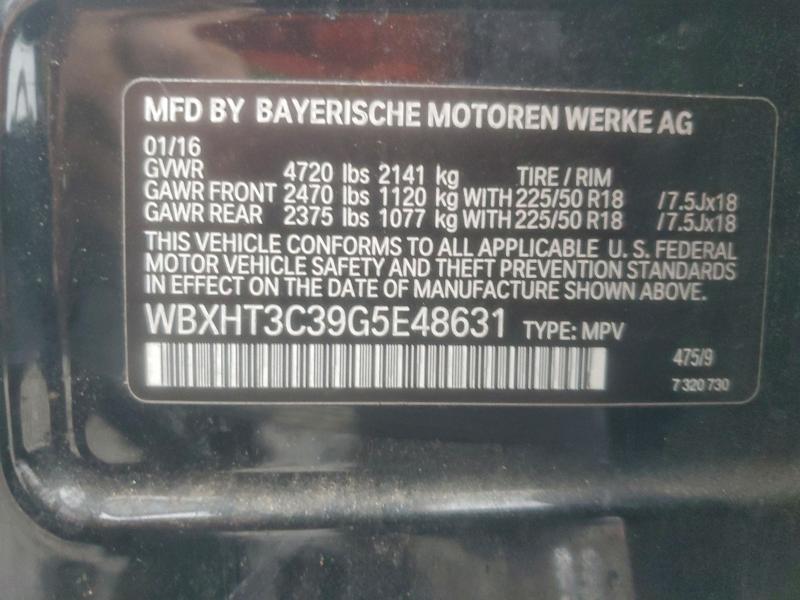 MFD BY BAYERISCHE MOTOREN WERKE AG
01/16
GVWR 4720 lbs 2141 kg TIRE / RIM
GAWR FRONT 2470 lbs 1120 kg WITH 225/50 R18 /7.5Jx18
GAWR REAR 2375 lbs 1077 kg WITH 225/50 R18 /7.5Jx18
THIS VEHICLE CONFORMS TO ALL APPLICABLE U. S. FEDERAL
MOTOR VEHICLE SAFETY AND THEFT PREVENTION STANDARDS
IN EFFECT ON THE DATE OF MANUFACTURE SHOWN ABOVE.
WBXHT3C39G5E48631 TYPE: MPV
475/9
7 320 730